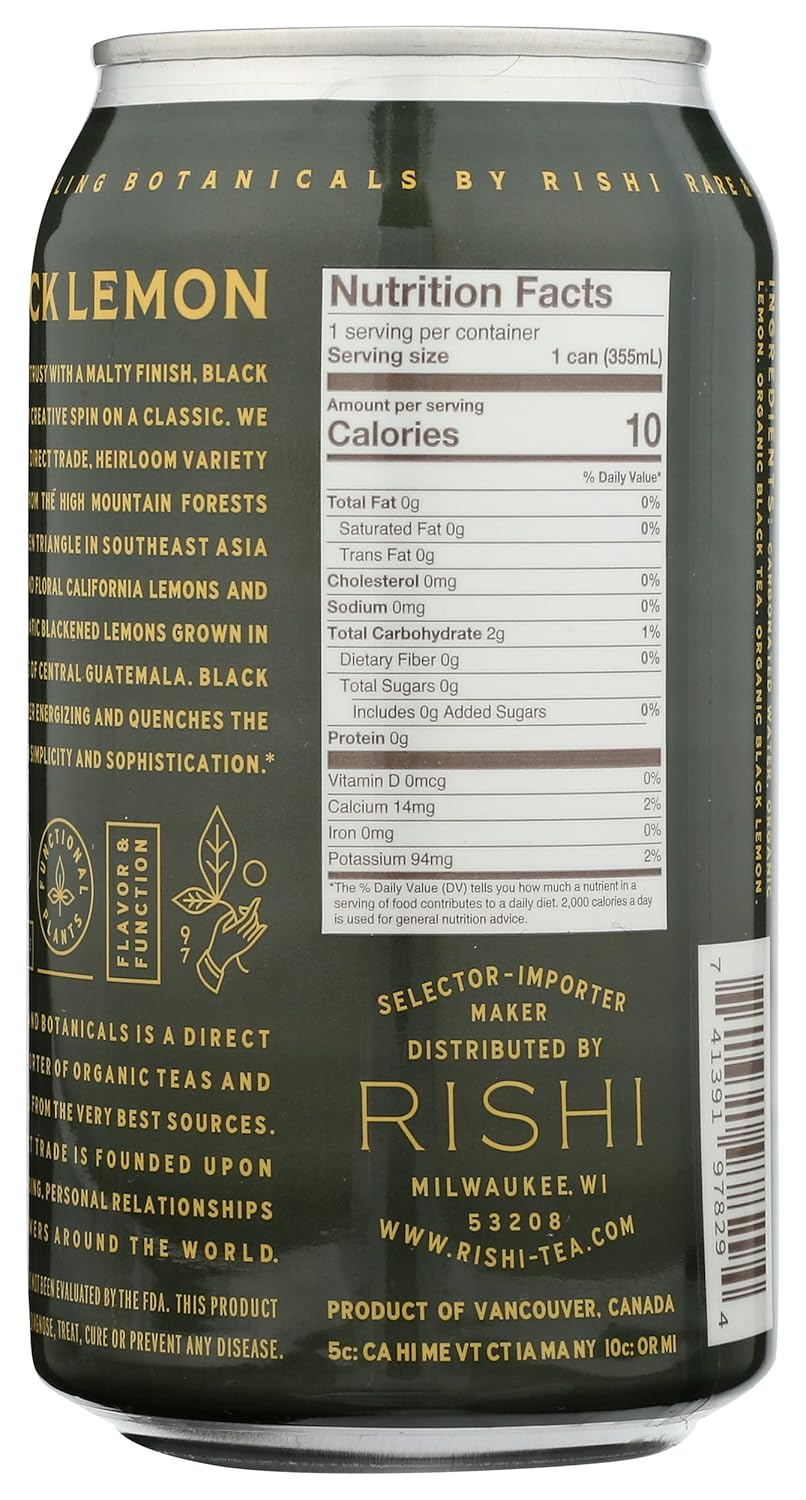 LING BOTANICALS BY RISHI RARE &
CK LEMON
WITH A MALTY FINISH, BLACK
CREATIVE SPIN ON A CLASSIC. WE
DIRECT TRADE, HEIRLOOM VARIETY
THE HIGH MOUNTAIN FORESTS
TRIANGLE IN SOUTHEAST ASIA
FLORAL CALIFORNIA LEMONS AND
BLACKENED LEMONS GROWN IN
OF CENTRAL GUATEMALA. BLACK
ENERGIZING AND QUENCHES THE
SIMPLICITY AND SOPHISTICATION.*
FUNCTIONAL
PLANTS
FLAVOR &
FUNCTION
97
AND BOTANICALS IS A DIRECT
RTER OF ORGANIC TEAS AND
FROM THE VERY BEST SOURCES.
T TRADE IS FOUNDED UPON
NG, PERSONAL RELATIONSHIPS
WERS AROUND THE WORLD.
NOT BEEN EVALUATED BY THE FDA. THIS PRODUCT
TREAT, CURE OR PREVENT ANY DISEASE.
Nutrition Facts
1 serving per container
Serving size 1 can (355mL)
Amount per serving
Calories 10
% Daily Value*
Total Fat 0g 0%
Saturated Fat 0g 0%
Trans Fat 0g
Cholesterol 0mg 0%
Sodium 0mg 0%
Total Carbohydrate 2g 1%
Dietary Fiber 0g 0%
Total Sugars 0g
Includes 0g Added Sugars 0%
Protein 0g
Vitamin D 0mcg 0%
Calcium 14mg 2%
Iron 0mg 0%
Potassium 94mg 2%
*The % Daily Value (DV) tells you how much a nutrient in a
serving of food contributes to a daily diet. 2,000 calories a day
is used for general nutrition advice.
SELECTOR-IMPORTER
MAKER
DISTRIBUTED BY
RISHI
MILWAUKEE, WI
53208
WWW.RISHI-TEA.COM
PRODUCT OF VANCOUVER, CANADA
5c: CA HI ME VT CT IA MA NY 10c: OR MI
INGREDIENTS: CARBONATED WATER, ORGANIC
LEMON, ORGANIC BLACK TEA, ORGANIC BLACK LEMON.
7 41391 97829 4